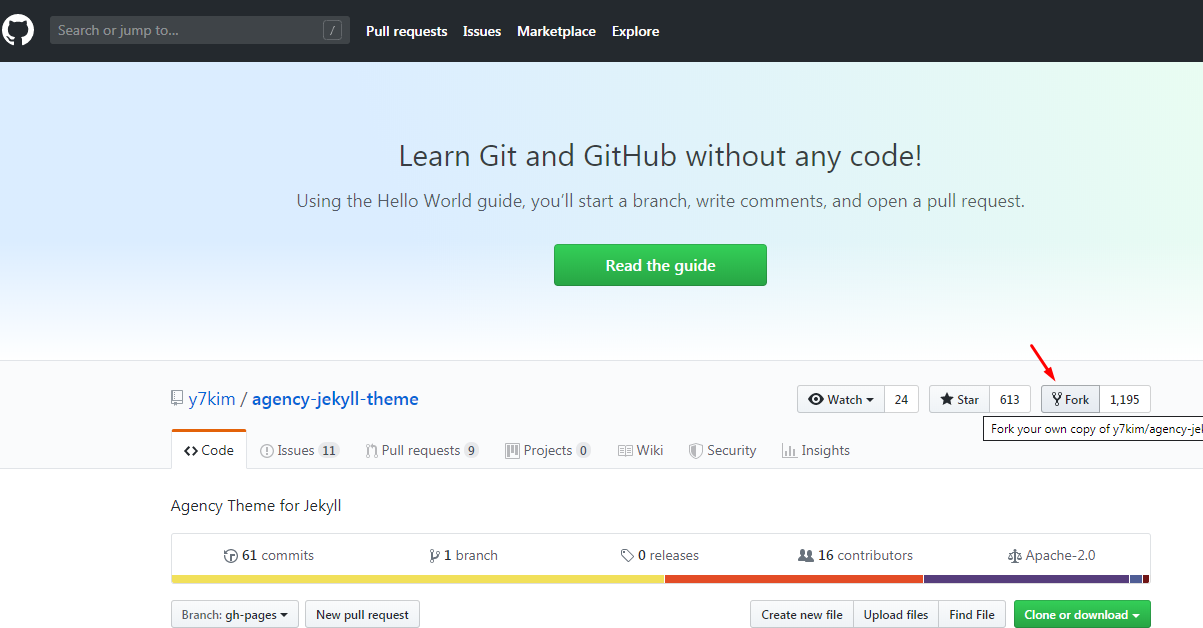 Search or jump to... /
Pull requests Issues Marketplace Explore
Learn Git and GitHub without any code!
Using the Hello World guide, you’ll start a branch, write comments, and open a pull request.
Read the guide
y7kim / agency-jekyll-theme
Watch 24 Star 613 Fork 1,195
Fork your own copy of y7kim/agency-jel
Code Issues 11 Pull requests 9 Projects 0 Wiki Security Insights
Agency Theme for Jekyll
61 commits 1 branch 0 releases 16 contributors Apache-2.0
Branch: gh-pages New pull request Create new file Upload files Find File Clone or download